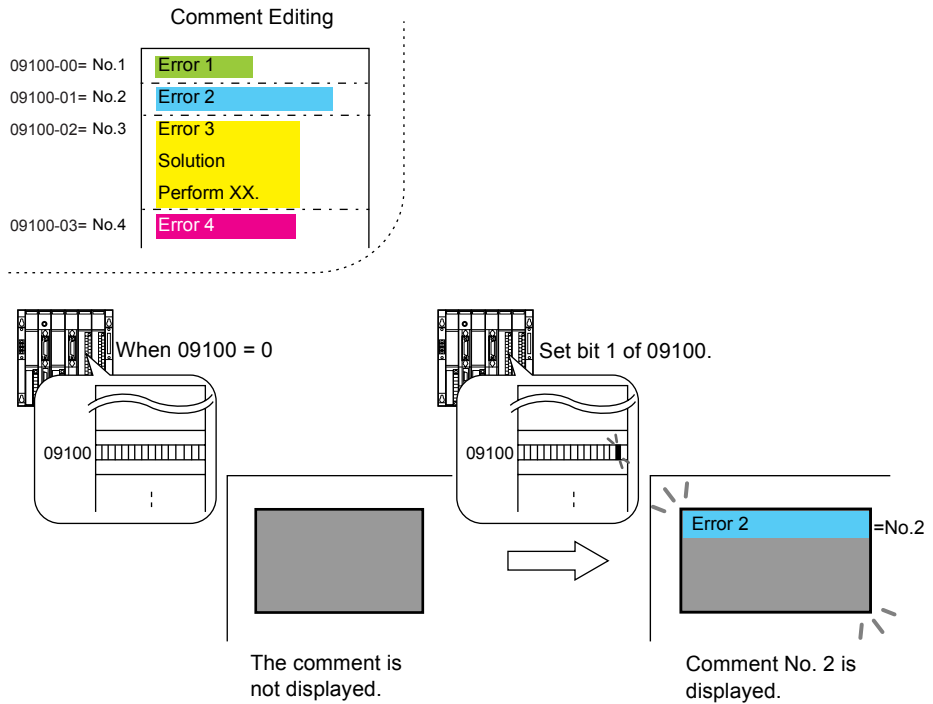 Comment Editing
09100-00= No.1 Error 1
09100-01= No.2 Error 2
09100-02= No.3 Error 3
Solution
Perform XX.
09100-03= No.4 Error 4
When 09100 = 0
09100
The comment is
not displayed.
Set bit 1 of 09100.
09100
Error 2 =No.2
Comment No. 2 is
displayed.